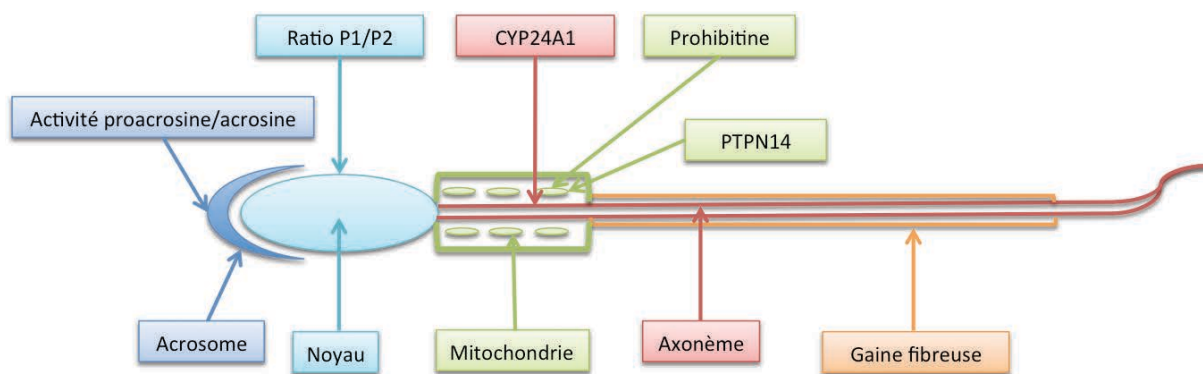 Ratio P1/P2
CYP24A1
Prohibitine
Activité proacrosine/acrosine
PTPN14
Acrosome
Noyau
Mitochondrie
Axonème
Gaine fibreuse